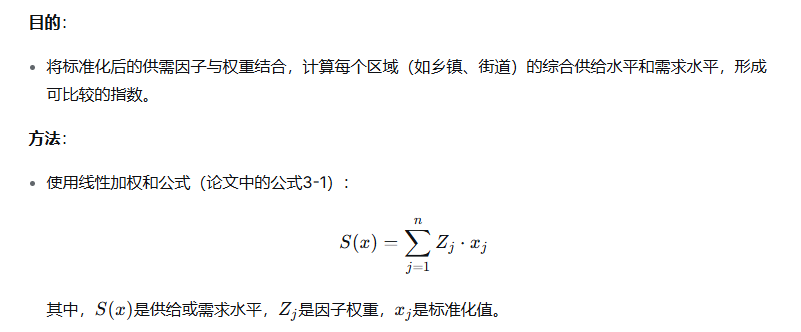 目的：
将标准化后的供需因子与权重结合，计算每个区域（如乡镇、街道）的综合供给水平和需求水平，形成
可比较的指数。
方法：
使用线性加权和公式（论文中的公式3-1）：
S(x) = ∑_{j=1}^{n} Z_j · x_j
其中，S(x)是供给或需求水平，Z_j是因子权重，x_j是标准化值。